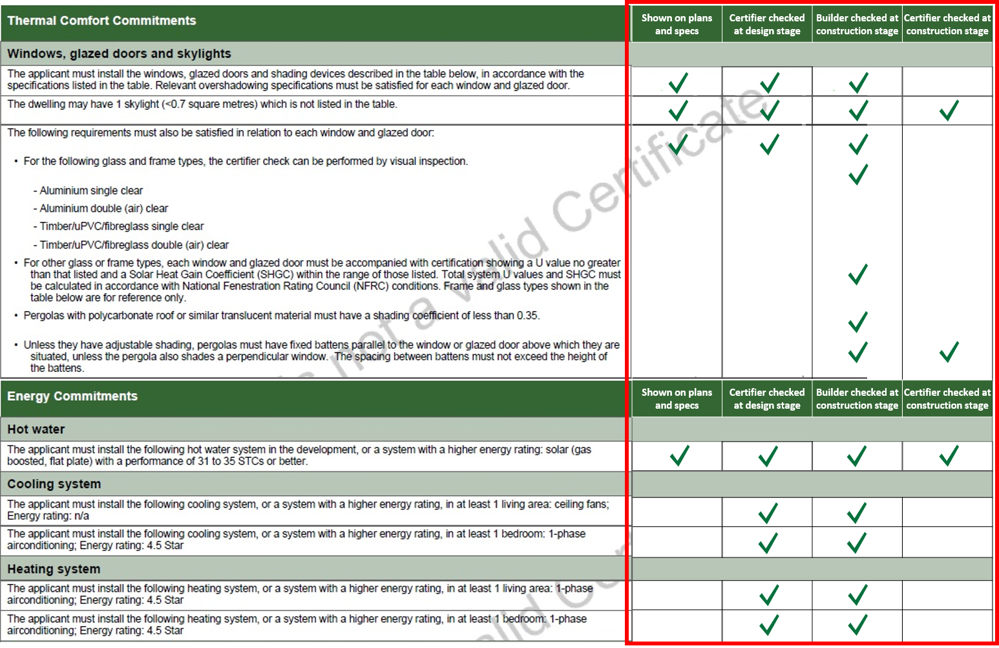 Thermal Comfort Commitments
Shown on plans and specs
Certifier checked at design stage
Builder checked at construction stage
Certifier checked at construction stage
Windows, glazed doors and skylights
The applicant must install the windows, glazed doors and shading devices described in the table below, in accordance with the
specifications listed in the table. Relevant overshadowing specifications must be satisfied for each window and glazed door.
✓ ✓ ✓
The dwelling may have 1 skylight (<0.7 square metres) which is not listed in the table.
✓ ✓ ✓ ✓
The following requirements must also be satisfied in relation to each window and glazed door:
✓ ✓ ✓
• For the following glass and frame types, the certifier check can be performed by visual inspection.
✓
- Aluminium single clear
- Aluminium double (air) clear
- Timber/uPVC/fibreglass single clear
- Timber/uPVC/fibreglass double (air) clear
• For other glass or frame types, each window and glazed door must be accompanied with certification showing a U value no greater
than that listed and a Solar Heat Gain Coefficient (SHGC) within the range of those listed. Total system U values and SHGC must
be calculated in accordance with National Fenestration Rating Council (NFRC) conditions. Frame and glass types shown in the
table below are for reference only.
✓
• Pergolas with polycarbonate roof or similar translucent material must have a shading coefficient of less than 0.35.
✓
• Unless they have adjustable shading, pergolas must have fixed battens parallel to the window or glazed door above which they are
situated, unless the pergola also shades a perpendicular window. The spacing between battens must not exceed the height of
the battens.
✓ ✓
Energy Commitments
Shown on plans and specs
Certifier checked at design stage
Builder checked at construction stage
Certifier checked at construction stage
Hot water
The applicant must install the following hot water system in the development, or a system with a higher energy rating: solar (gas
boosted, flat plate) with a performance of 31 to 35 STCs or better.
✓ ✓ ✓ ✓
Cooling system
The applicant must install the following cooling system, or a system with a higher energy rating, in at least 1 living area: ceiling fans;
Energy rating: n/a
✓ ✓
The applicant must install the following cooling system, or a system with a higher energy rating, in at least 1 bedroom: 1-phase
airconditioning; Energy rating: 4.5 Star
✓ ✓
Heating system
The applicant must install the following heating system, or a system with a higher energy rating, in at least 1 living area: 1-phase
airconditioning; Energy rating: 4.5 Star
✓ ✓
The applicant must install the following heating system, or a system with a higher energy rating, in at least 1 bedroom: 1-phase
airconditioning; Energy rating: 4.5 Star
✓ ✓
is not a valid Certificate
valid Cer